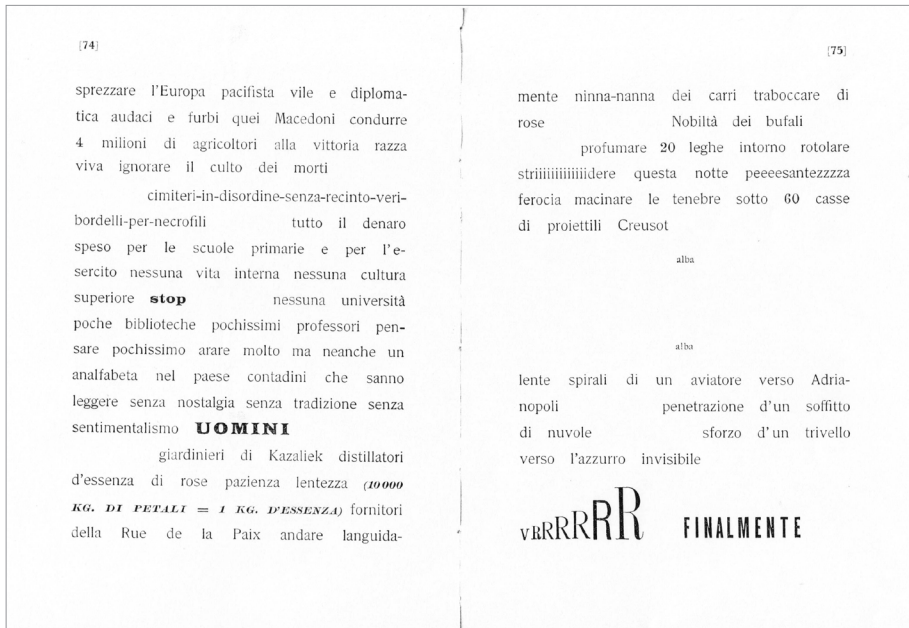 [74]
sprezzare l'Europa pacifista vile e diploma-
tica audaci e furbi quei Macedoni condurre
4 milioni di agricoltori alla vittoria razza
viva ignorare il culto dei morti
cimiteri-in-disordine-senza-recinto-veri-
bordelli-per-necrofili tutto il denaro
speso per le scuole primarie e per l'e-
sercito nessuna vita interna nessuna cultura
superiore stop nessuna università
poche biblioteche pochissimi professori pen-
sare pochissimo arare molto ma neanche un
analfabeta nel paese contadini che sanno
leggere senza nostalgia senza tradizione senza
sentimentalismo UOMINI
giardinieri di Kazaliek distillatori
d'essenza di rose pazienza lentezza (10000
KG. DI PETALI = 1 KG. D'ESSENZA) fornitori
della Rue de la Paix andare languida-
[75]
mente ninna-nanna dei carri traboccare di
rose Nobiltà dei bufali
profumare 20 leghe intorno rotolare
striiiiiiiiiiiiidere questa notte peeeesantezzzza
ferocia macinare le tenebre sotto 60 casse
di proiettili Creusot
alba
alba
lente spirali di un aviatore verso Adria-
nopoli penetrazione d'un soffitto
di nuvole sforzo d'un trivello
verso l'azzurro invisibile
vRRRRRR FINALMENTE